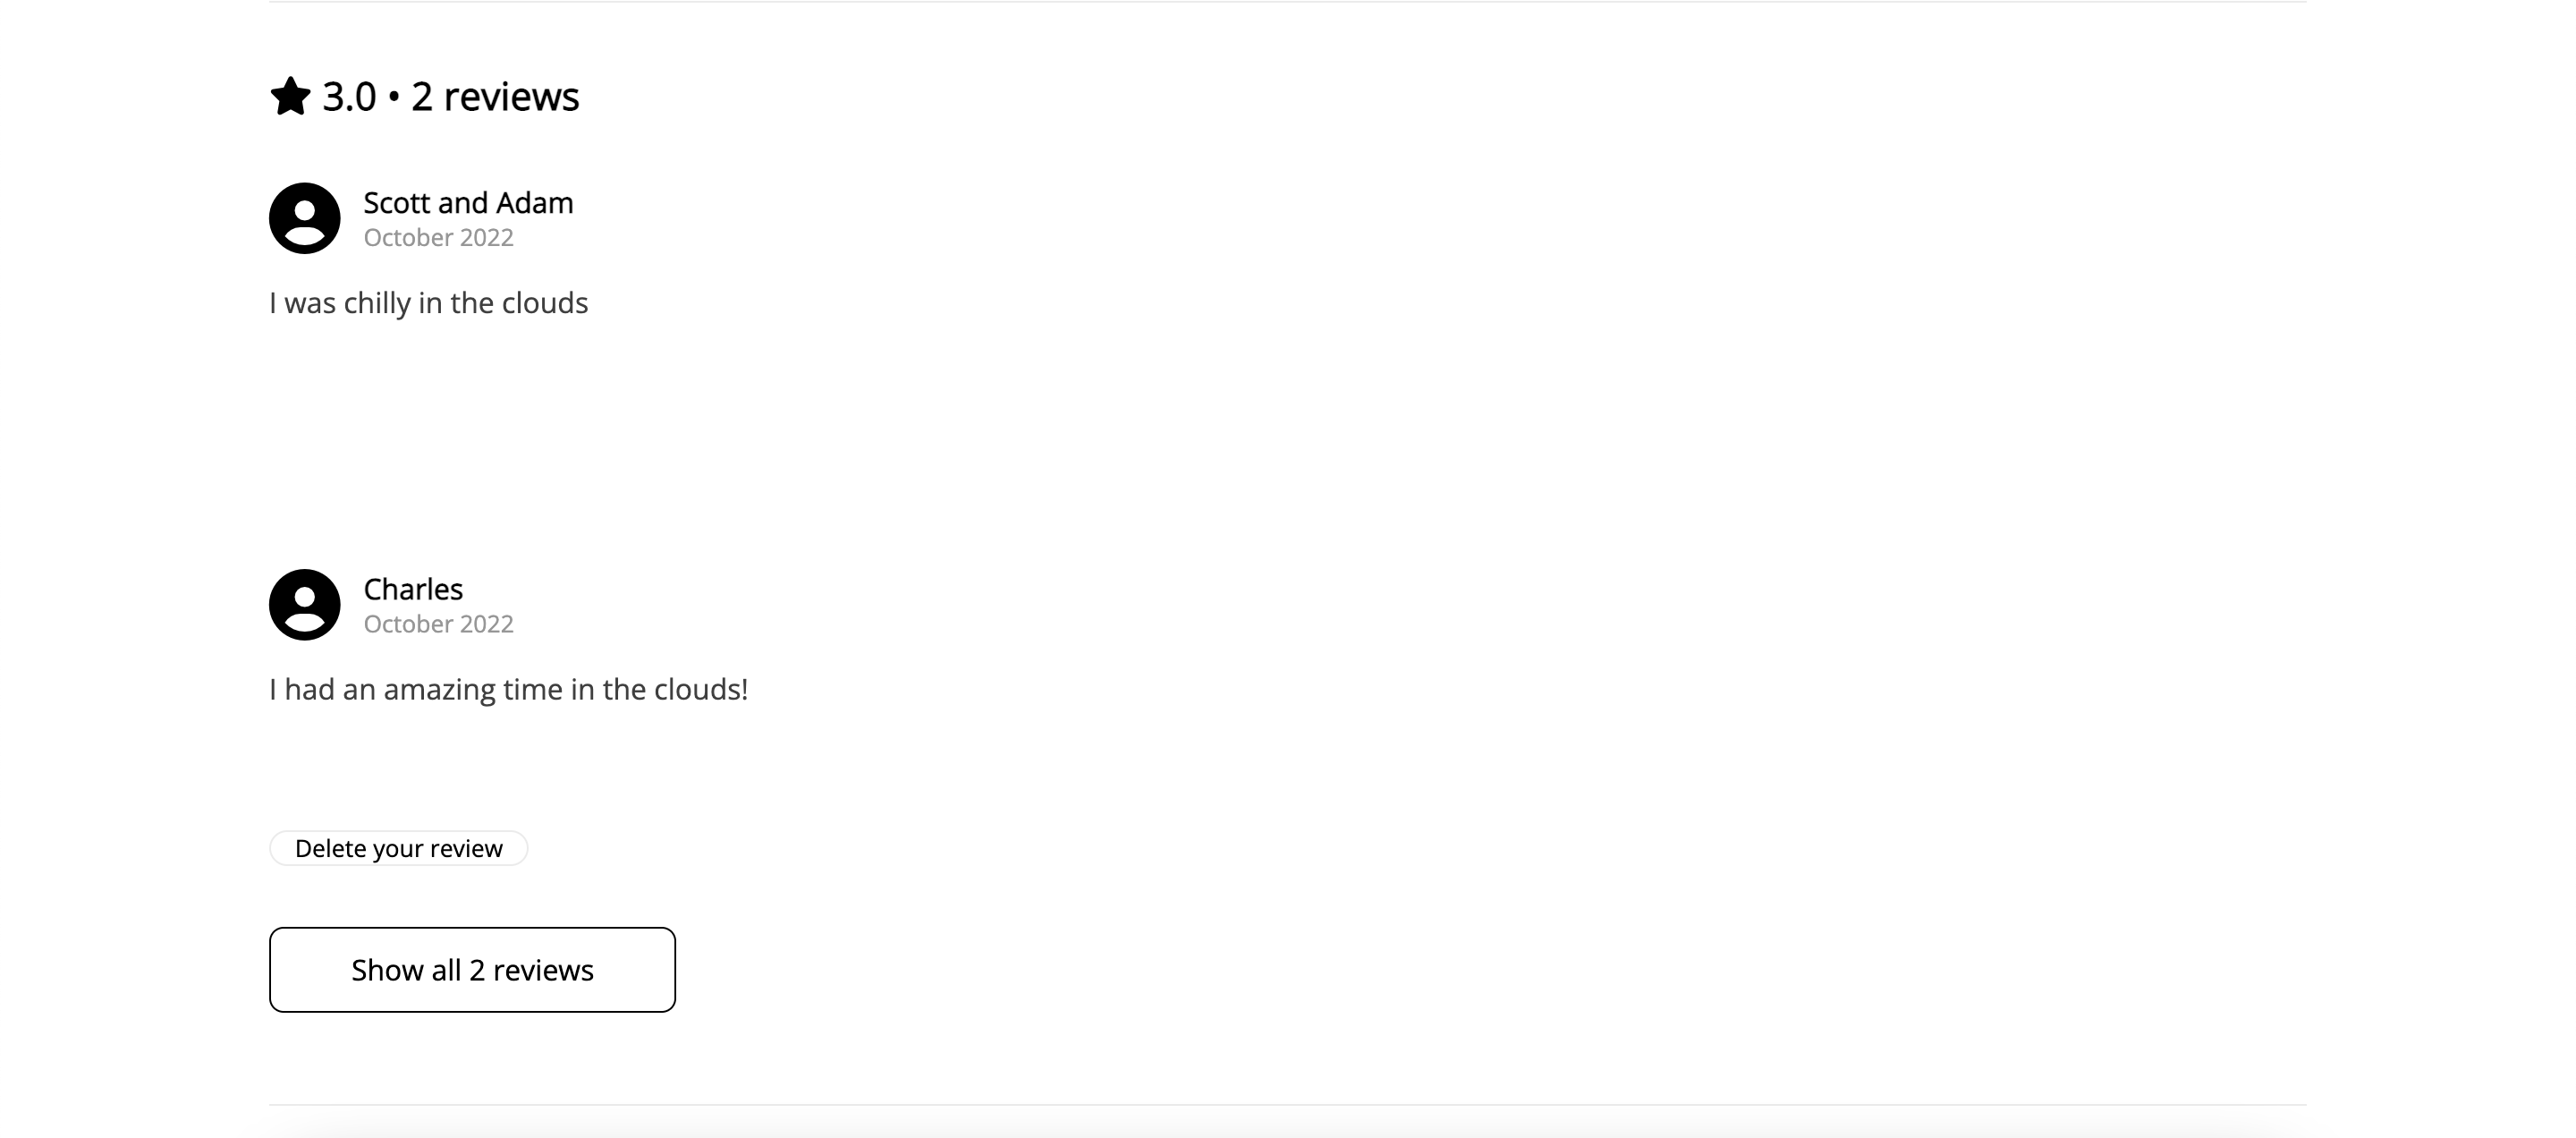 3.0 • 2 reviews
Scott and Adam
October 2022
I was chilly in the clouds
Charles
October 2022
I had an amazing time in the clouds!
Delete your review
Show all 2 reviews